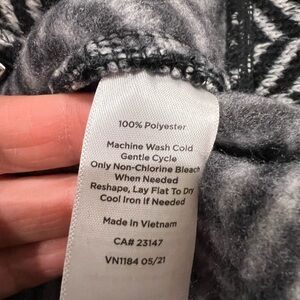 100% Polyester
Machine Wash Cold
Gentle Cycle
Only Non-Chlorine Bleach
When Needed
Reshape, Lay Flat To Dry
Cool Iron If Needed
Made in Vietnam
CA# 23147
VN1184 05/21